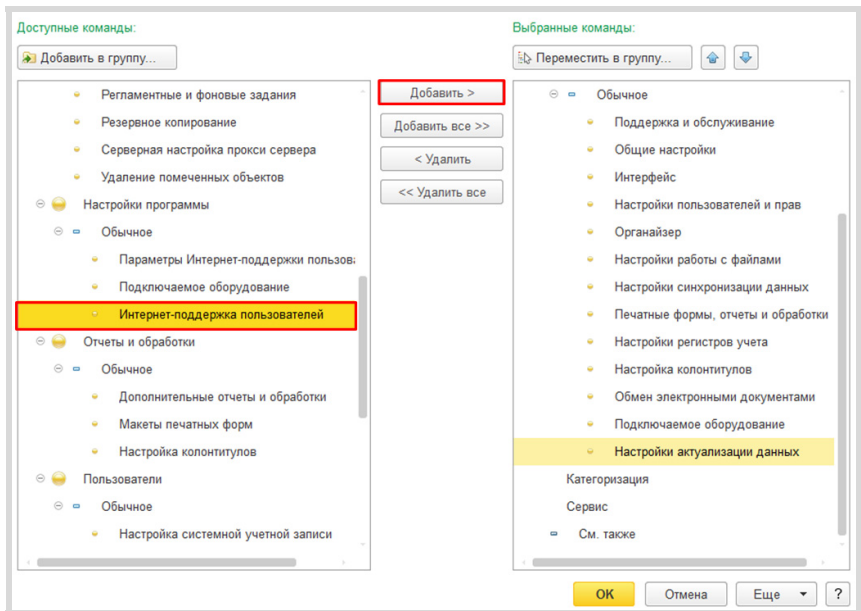 Доступные команды:
Добавить в группу...
Регламентные и фоновые задания
Резервное копирование
Серверная настройка прокси сервера
Удаление помеченных объектов
Настройки программы
Обычное
Параметры Интернет-поддержки пользов
Подключаемое оборудование
Интернет-поддержка пользователей
Отчеты и обработки
Обычное
Дополнительные отчеты и обработки
Макеты печатных форм
Настройка колонтитулов
Пользователи
Обычное
Настройка системной учетной записи
Добавить >
Добавить все >>
< Удалить
<< Удалить все
Выбранные команды:
Переместить в группу...
Обычное
Поддержка и обслуживание
Общие настройки
Интерфейс
Настройки пользователей и прав
Органайзер
Настройки работы с файлами
Настройки синхронизации данных
Печатные формы, отчеты и обработки
Настройки регистров учета
Настройка колонтитулов
Обмен электронными документами
Подключаемое оборудование
Настройки актуализации данных
Категоризация
Сервис
См. также
ОК
Отмена
Еще
?